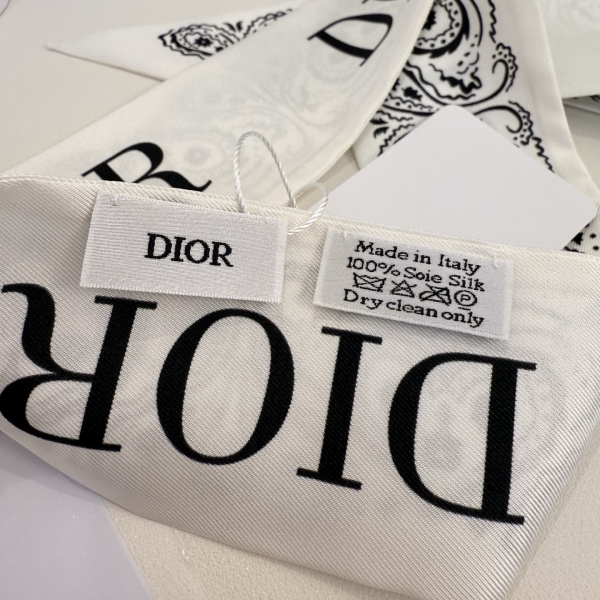 D
R
DIOR
Made in Italy
100% Soie Silk
P
Dry clean only
DIOR